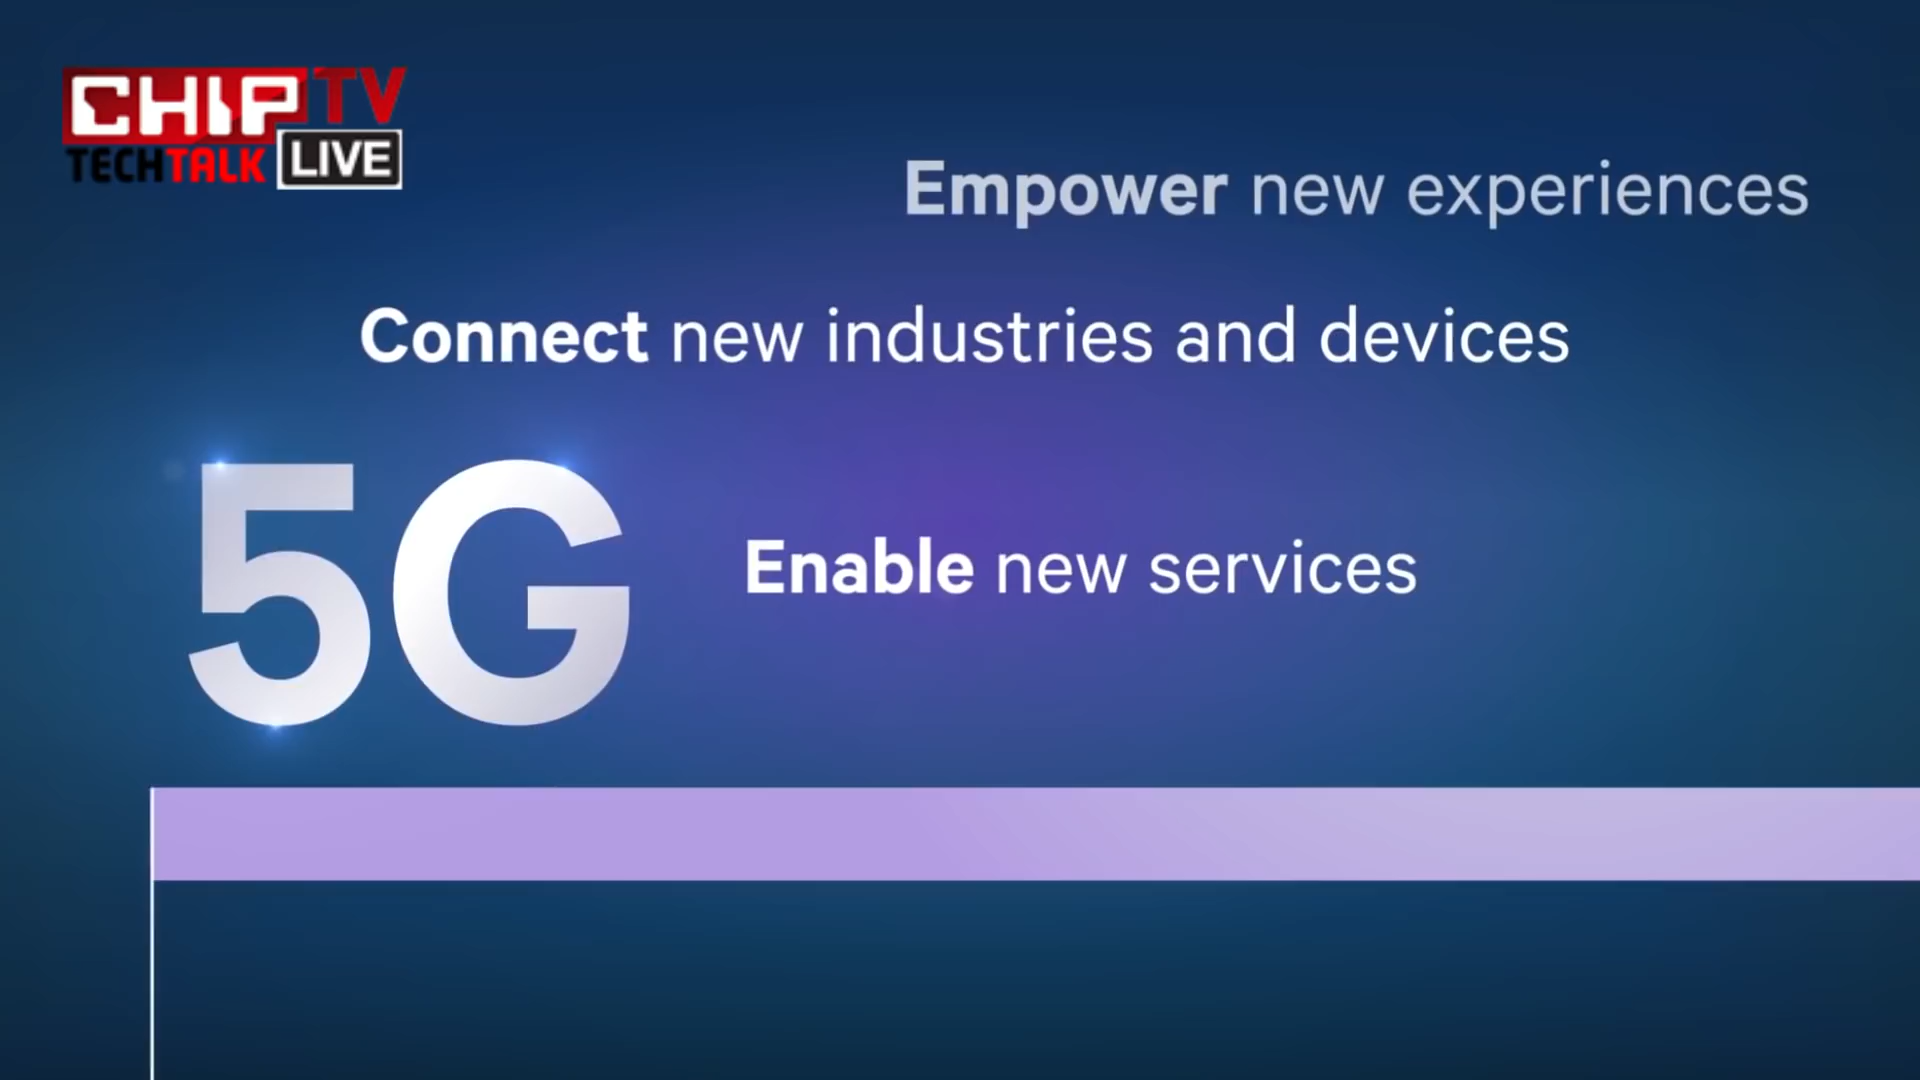 CHIP TV
TECHTALK LIVE
Empower new experiences
Connect new industries and devices
5G
Enable new services